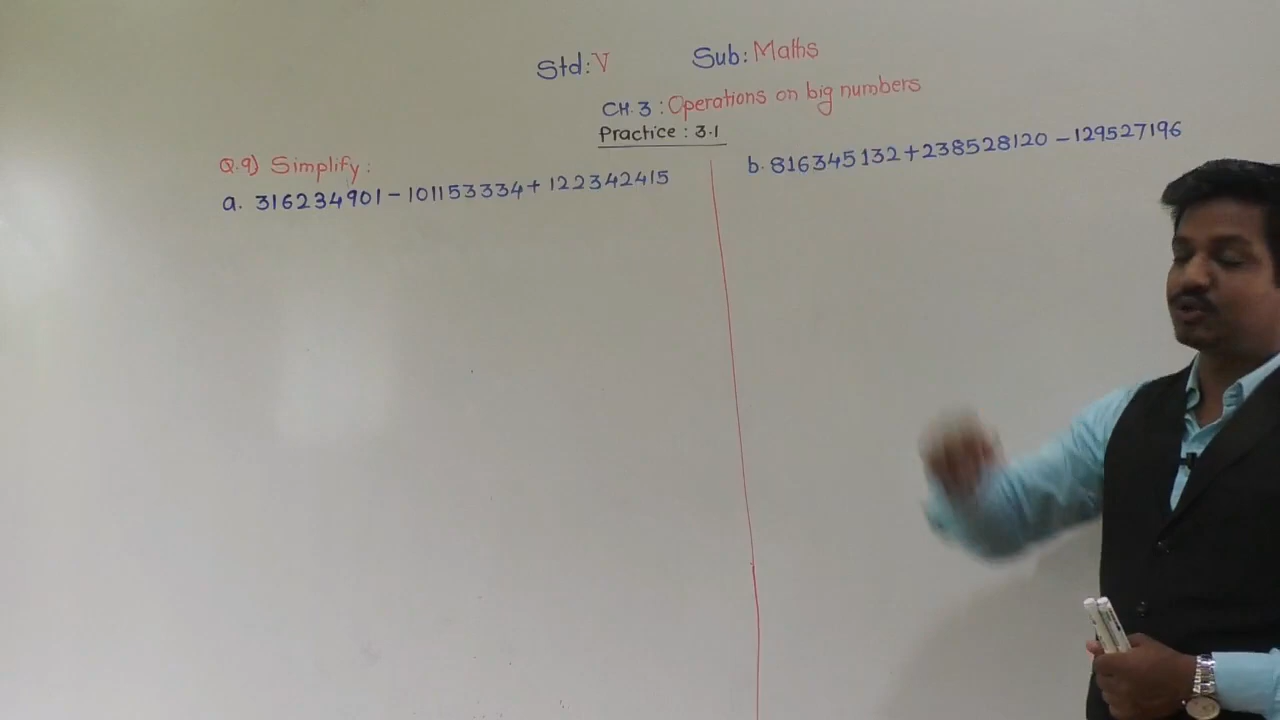 Std: V Sub: Maths
CH. 3 : Operations on big numbers
Practice : 3.1
Q.9) Simplify:
a. 316234901 - 101153334 + 122342415
b. 816345132 + 238528120 - 129527196